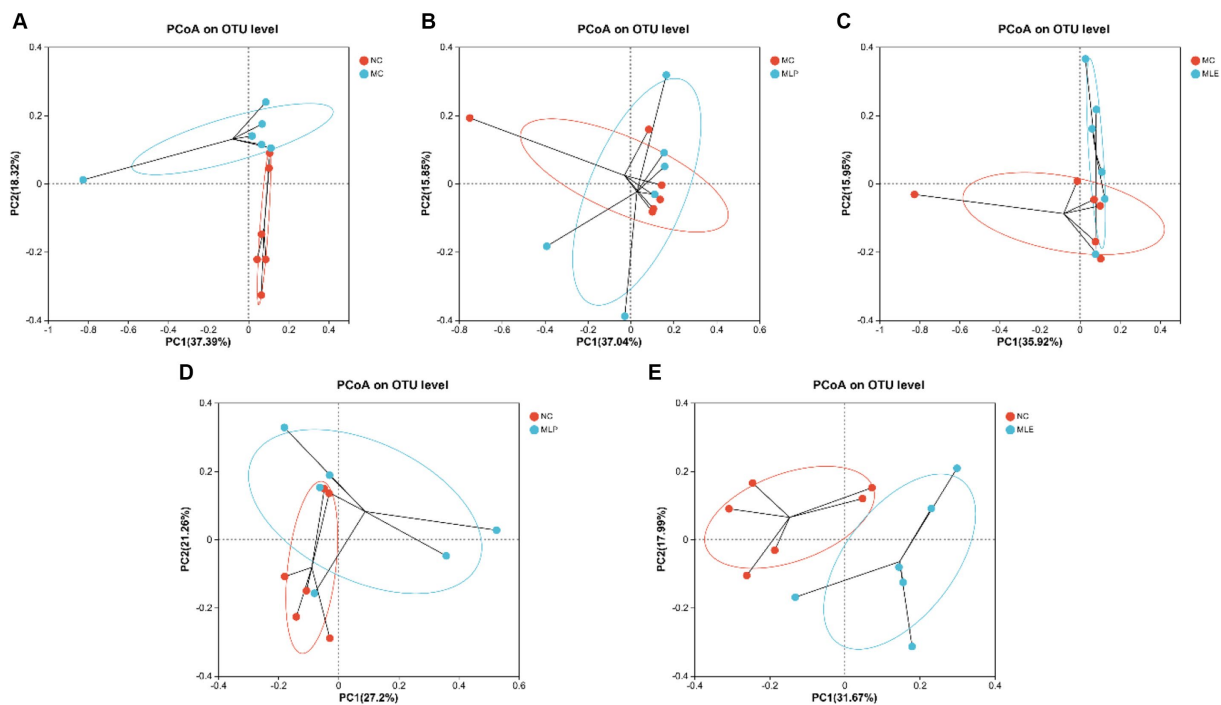 A
PCoA on OTU level
0.4
0.2
0
-0.2
-0.4
-1
-0.8
-0.6
-0.4
-0.2
0
0.2
0.4
PC2(18.32%)
PC1(37.39%)
NC
MC
B
PCoA on OTU level
0.4
0.2
0
-0.2
-0.4
-0.8
-0.6
-0.4
-0.2
0
0.2
0.4
0.6
PC2(15.85%)
PC1(37.04%)
MC
MLP
C
PCoA on OTU level
0.4
0.2
0
-0.2
-0.4
-1
-0.8
-0.6
-0.4
-0.2
0
0.2
0.4
PC2(15.95%)
PC1(35.92%)
MC
MLE
D
PCoA on OTU level
0.4
0.2
0
-0.2
-0.4
-0.4
-0.2
0
0.2
0.4
0.6
PC2(21.26%)
PC1(27.2%)
NC
MLP
E
PCoA on OTU level
0.4
0.2
0
-0.2
-0.4
-0.4
-0.2
0
0.2
0.4
PC2(17.99%)
PC1(31.67%)
NC
MLE